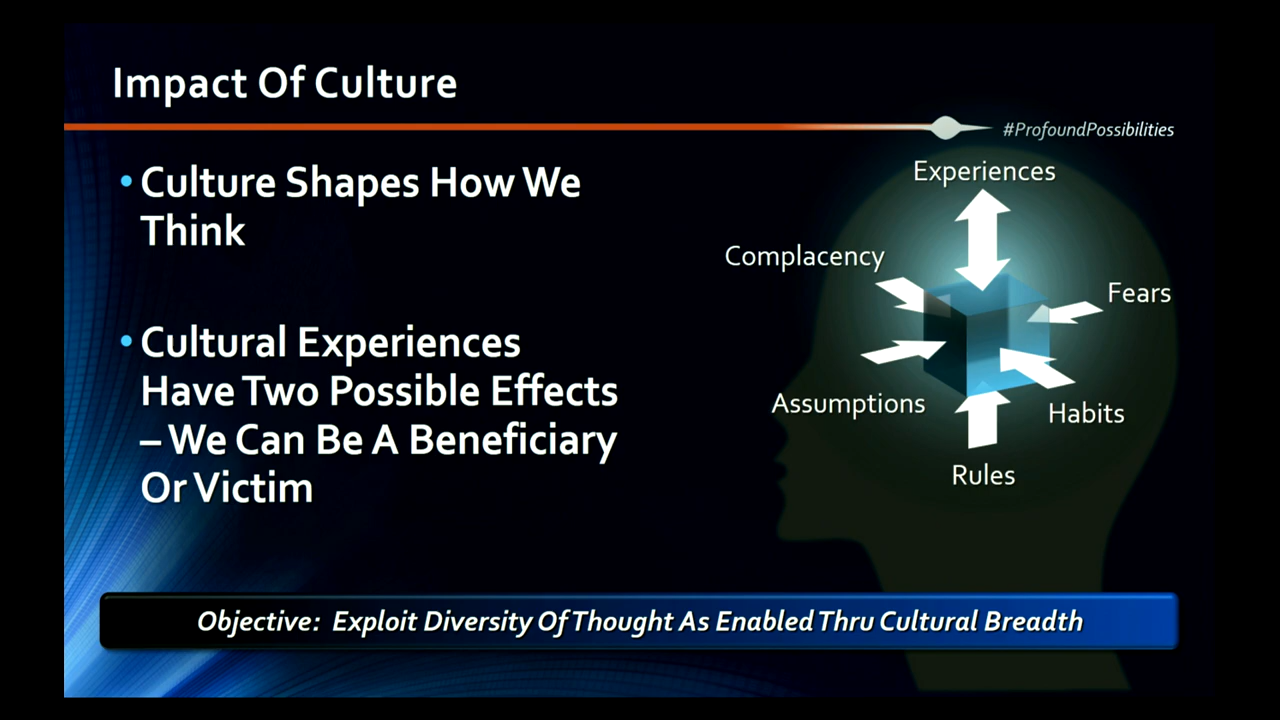 Impact Of Culture
#ProfoundPossibilities
• Culture Shapes How We
Think
• Cultural Experiences
Have Two Possible Effects
– We Can Be A Beneficiary
Or Victim
Experiences
Complacency
Fears
Assumptions
Habits
Rules
Objective: Exploit Diversity Of Thought As Enabled Thru Cultural Breadth